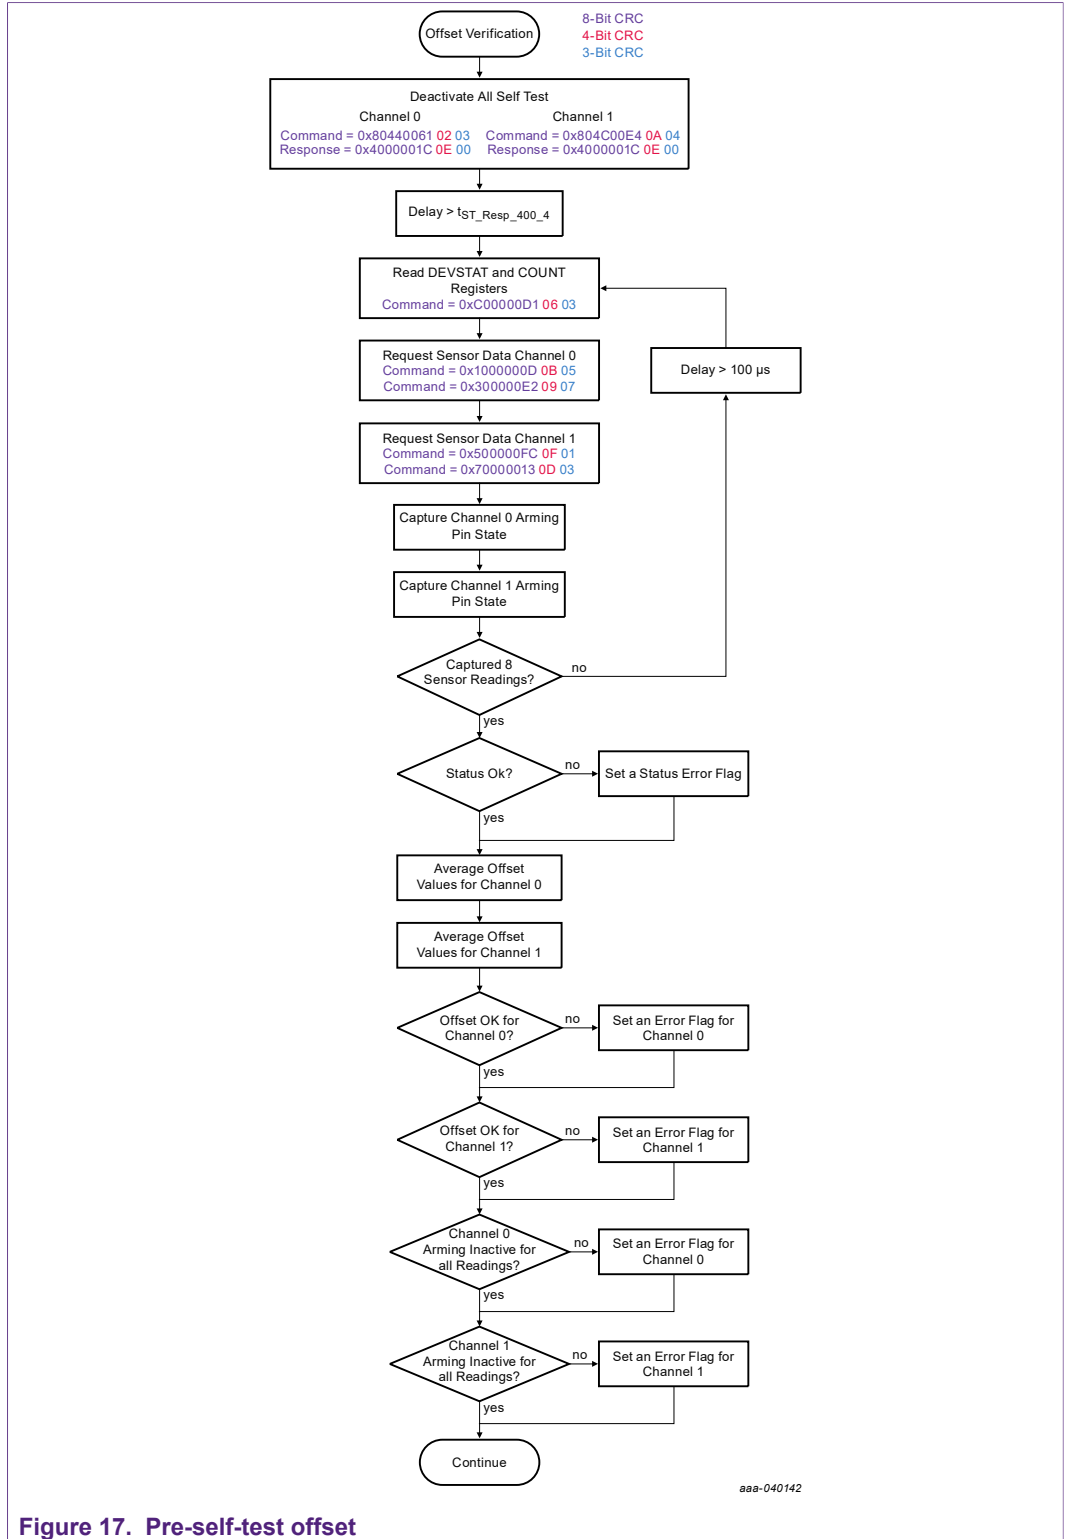 Offset Verification
8-Bit CRC
4-Bit CRC
3-Bit CRC
Deactivate All Self Test
Channel 0
Command = 0x80440061 02 03
Response = 0x4000001C 0E 00
Channel 1
Command = 0x804C00E4 0A 04
Response = 0x4000001C 0E 00
Delay > tST_Resp_400_4
Read DEVSTAT and COUNT
Registers
Command = 0xC00000D1 06 03
Request Sensor Data Channel 0
Command = 0x1000000D 0B 05
Command = 0x300000E2 09 07
Delay > 100 µs
Request Sensor Data Channel 1
Command = 0x500000FC 0F 01
Command = 0x70000013 0D 03
Capture Channel 0 Arming
Pin State
Capture Channel 1 Arming
Pin State
Captured 8
Sensor Readings?
no
yes
Status Ok?
no
Set a Status Error Flag
yes
Average Offset
Values for Channel 0
Average Offset
Values for Channel 1
Offset OK for
Channel 0?
no
Set an Error Flag for
Channel 0
yes
Offset OK for
Channel 1?
no
Set an Error Flag for
Channel 1
yes
Channel 0
Arming Inactive for
all Readings?
no
Set an Error Flag for
Channel 0
yes
Channel 1
Arming Inactive for
all Readings?
no
Set an Error Flag for
Channel 1
yes
Continue
aaa-040142
Figure 17. Pre-self-test offset